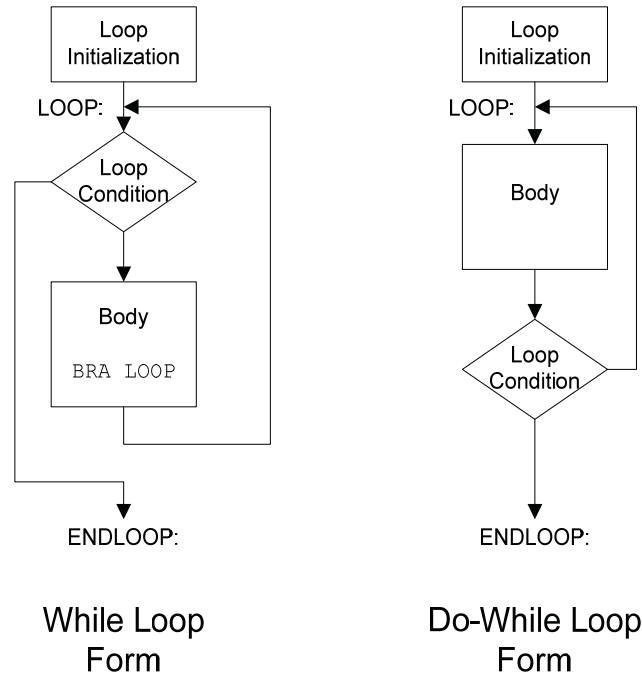 Loop
Initialization
LOOP:
Loop
Condition
Body
BRA LOOP
ENDLOOP:
While Loop
Form
Loop
Initialization
LOOP:
Body
Loop
Condition
ENDLOOP:
Do-While Loop
Form